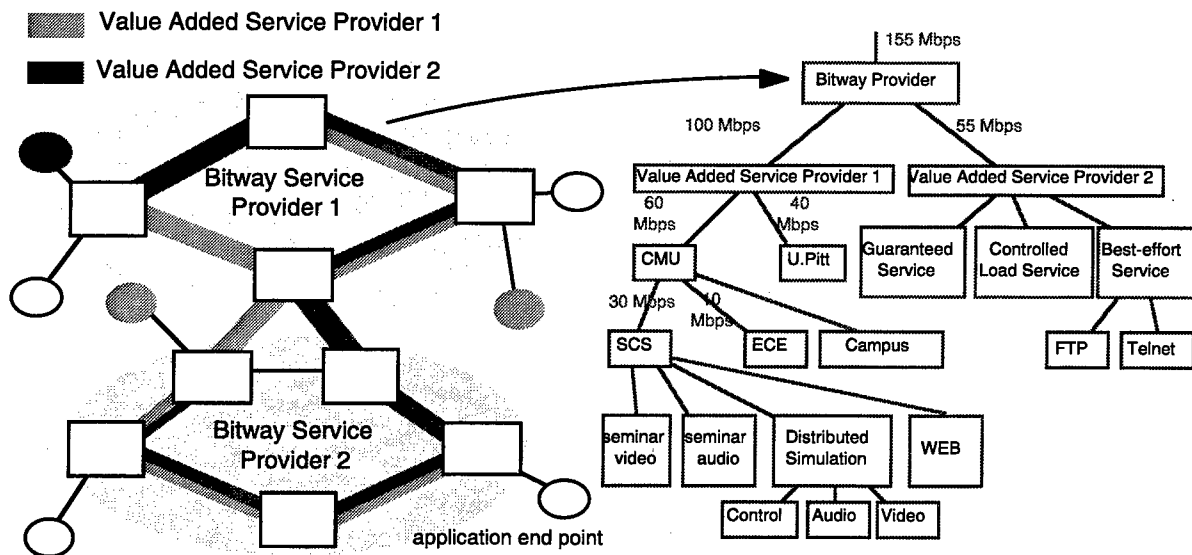 Value Added Service Provider 1
Value Added Service Provider 2
Bitway Service
Provider 1
Bitway Service
Provider 2
application end point
155 Mbps
Bitway Provider
100 Mbps
55 Mbps
Value Added Service Provider 1
Value Added Service Provider 2
60
Mbps
40
Mbps
CMU
U.Pitt
Guaranteed
Service
Controlled
Load Service
Best-effort
Service
30 Mbps
10
Mbps
SCS
ECE
Campus
FTP
Telnet
seminar
video
seminar
audio
Distributed
Simulation
WEB
Control
Audio
Video